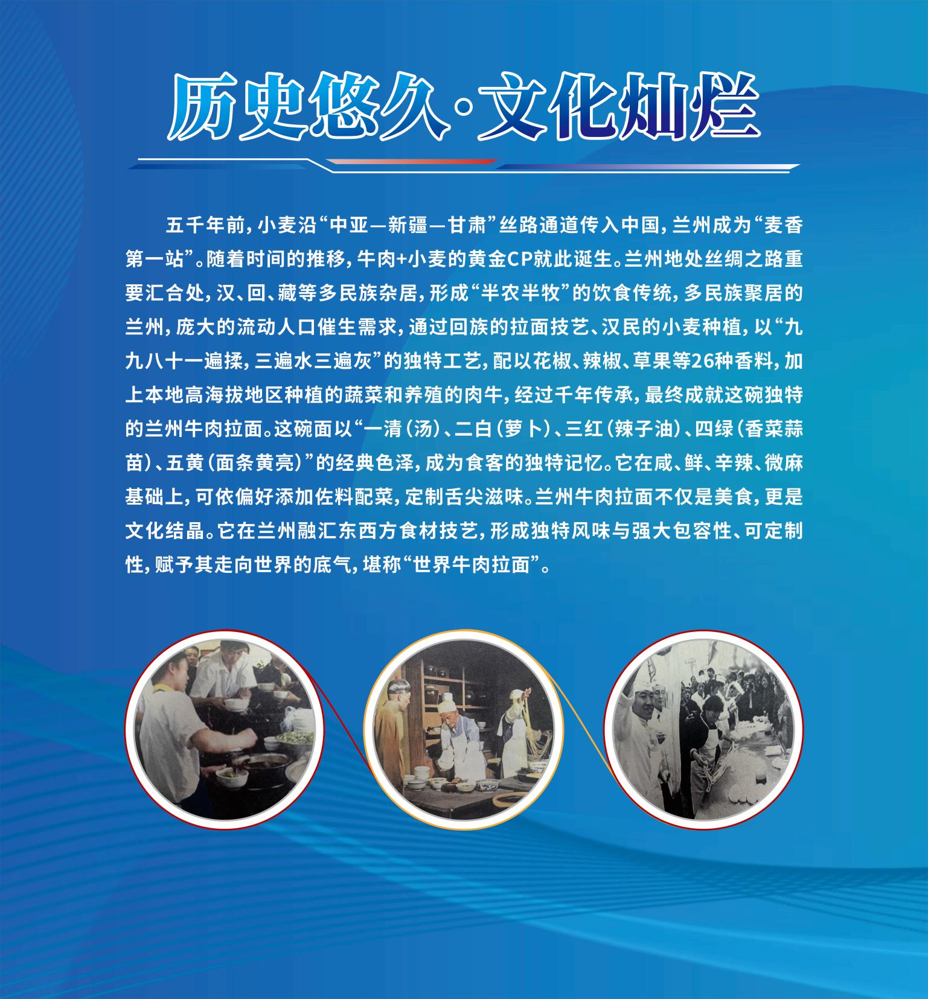 历史悠久·文化灿烂
五千年前，小麦沿“中亚—新疆—甘肃”丝路通道传入中国，兰州成为“麦香
第一站”。随着时间的推移，牛肉+小麦的黄金CP就此诞生。兰州地处丝绸之路重
要汇合处，汉、回、藏等多民族杂居，形成“半农半牧”的饮食传统，多民族聚居的
兰州，庞大的流动人口催生需求，通过回族的拉面技艺、汉民的小麦种植，以“九
九八十一遍揉，三遍水三遍灰”的独特工艺，配以花椒、辣椒、草果等26种香料，加
上本地高海拔地区种植的蔬菜和养殖的肉牛，经过千年传承，最终成就这碗独特
的兰州牛肉拉面。这碗面以“一清（汤）、二白（萝卜）、三红（辣子油）、四绿（香菜蒜
苗）、五黄（面条黄亮）”的经典色泽，成为食客的独特记忆。它在咸、鲜、辛辣、微麻
基础上，可依偏好添加佐料配菜，定制舌尖滋味。兰州牛肉拉面不仅是美食，更是
文化结晶。它在兰州融汇东西方食材技艺，形成独特风味与强大包容性、可定制
性，赋予其走向世界的底气，堪称“世界牛肉拉面”。